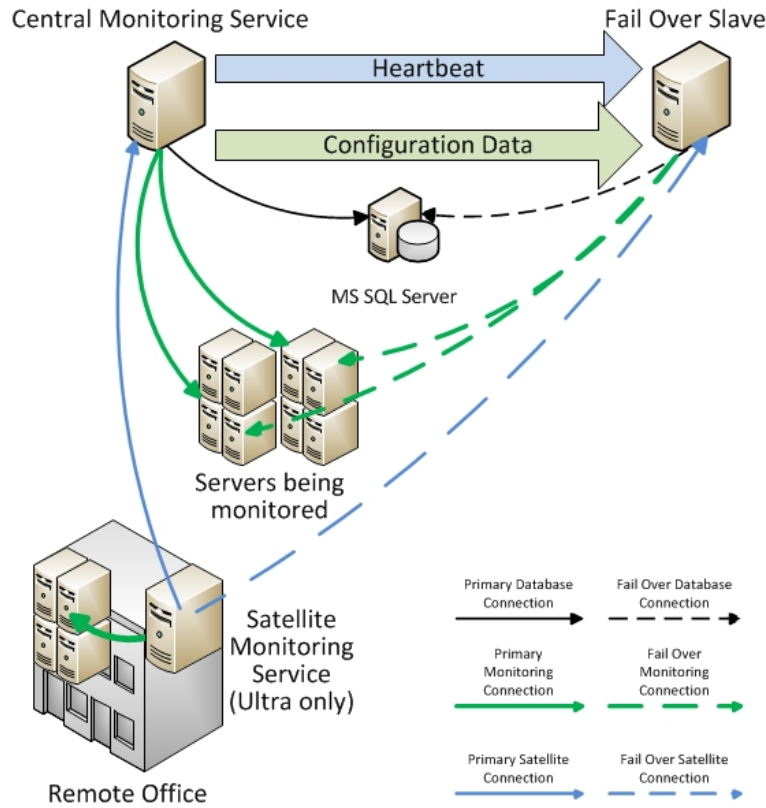 Central Monitoring Service
Fail Over Slave
Heartbeat
Configuration Data
MS SQL Server
Servers being
monitored
Satellite
Monitoring
Service
(Ultra only)
Remote Office
Primary Database
Connection
Fail Over Database
Connection
Primary
Monitoring
Connection
Fail Over
Monitoring
Connection
Primary Satellite
Connection
Fail Over Satellite
Connection